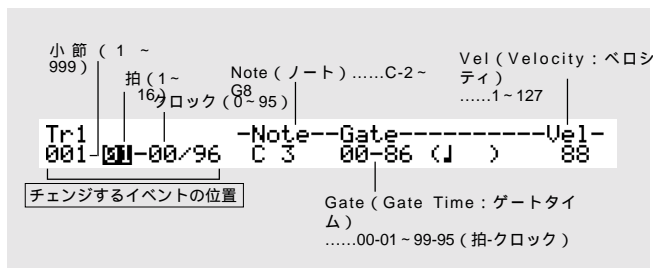 小節(1~
999)
拍(1~
16)
クロック(0~95)
Note(ノート)......C-2~
G8
Vel(Velocity:ベロシ
ティ)
......1~127
Tr1 -Note--Gate----------Vel-
001-01-00/96 C 3 00-86 (♩ ) 88
チェンジするイベントの位置
Gate(Gate Time:ゲートタイ
ム)
......00-01~99-95(拍-クロック)